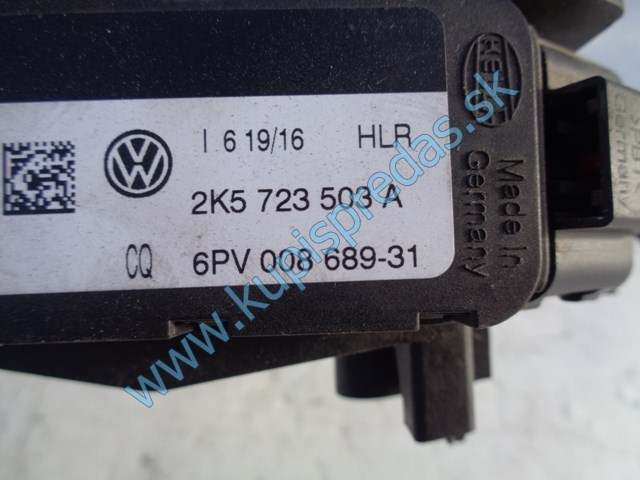 I 6 19/16 HLR
2K5 723 503 A
CQ 6PV 008 689-31
HELLA
Made In
Germany
Germany
www.kupispredas.sk